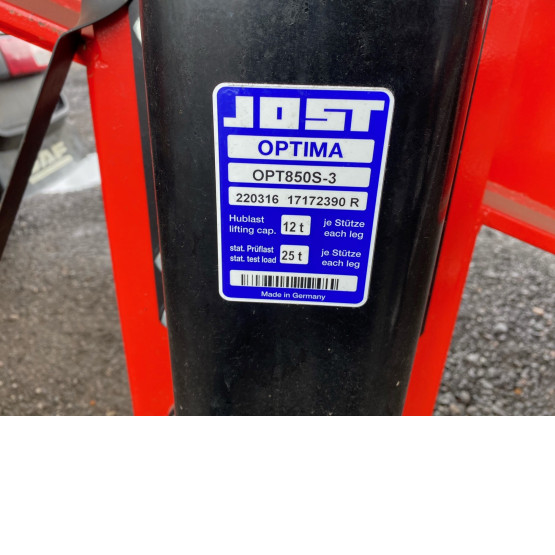 JOST
OPTIMA
OPT850S-3
220316 17172390 R
Hublast 12 t je Stütze
lifting cap. each leg
stat. Prüflast 25 t je Stütze
stat. test load each leg
Made in Germany